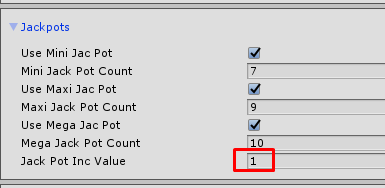 Jackpots
Use Mini Jac Pot
Mini Jack Pot Count 7
Use Maxi Jac Pot
Maxi Jack Pot Count 9
Use Mega Jac Pot
Mega Jack Pot Count 10
Jack Pot Inc Value 1